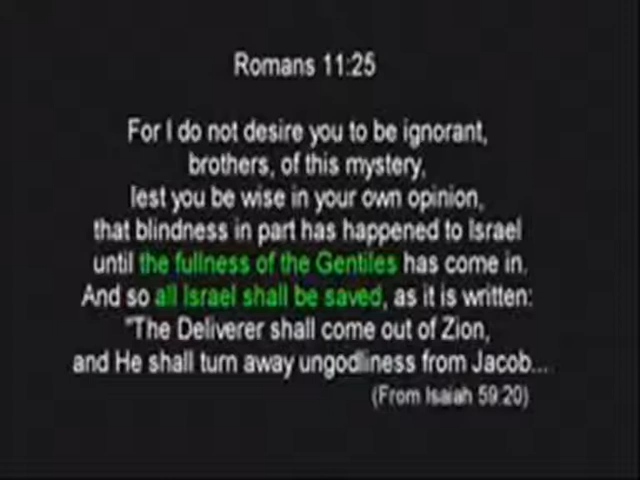 Romans 11:25
For I do not desire you to be ignorant,
brothers, of this mystery,
lest you be wise in your own opinion,
that blindness in part has happened to Israel
until the fullness of the Gentiles has come in.
And so all Israel shall be saved, as it is written:
"The Deliverer shall come out of Zion,
and He shall turn away ungodliness from Jacob...
(From Isaiah 59:20)